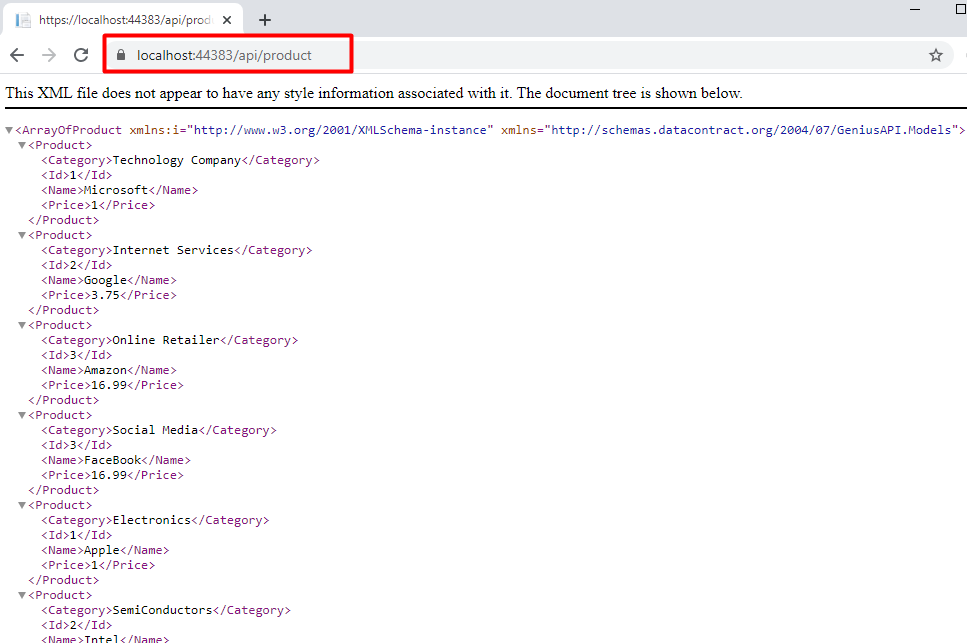 https://localhost:44383/api/prod
localhost:44383/api/product
This XML file does not appear to have any style information associated with it. The document tree is shown below.
<ArrayOfProduct xmlns:i="http://www.w3.org/2001/XMLSchema-instance" xmlns="http://schemas.datacontract.org/2004/07/GeniusAPI.Models">
<Product>
<Category>Technology Company</Category>
<Id>1</Id>
<Name>Microsoft</Name>
<Price>1</Price>
</Product>
<Product>
<Category>Internet Services</Category>
<Id>2</Id>
<Name>Google</Name>
<Price>3.75</Price>
</Product>
<Product>
<Category>Online Retailer</Category>
<Id>3</Id>
<Name>Amazon</Name>
<Price>16.99</Price>
</Product>
<Product>
<Category>Social Media</Category>
<Id>3</Id>
<Name>FaceBook</Name>
<Price>16.99</Price>
</Product>
<Product>
<Category>Electronics</Category>
<Id>1</Id>
<Name>Apple</Name>
<Price>1</Price>
</Product>
<Product>
<Category>SemiConductors</Category>
<Id>2</Id>
<Name>Intel</Name>